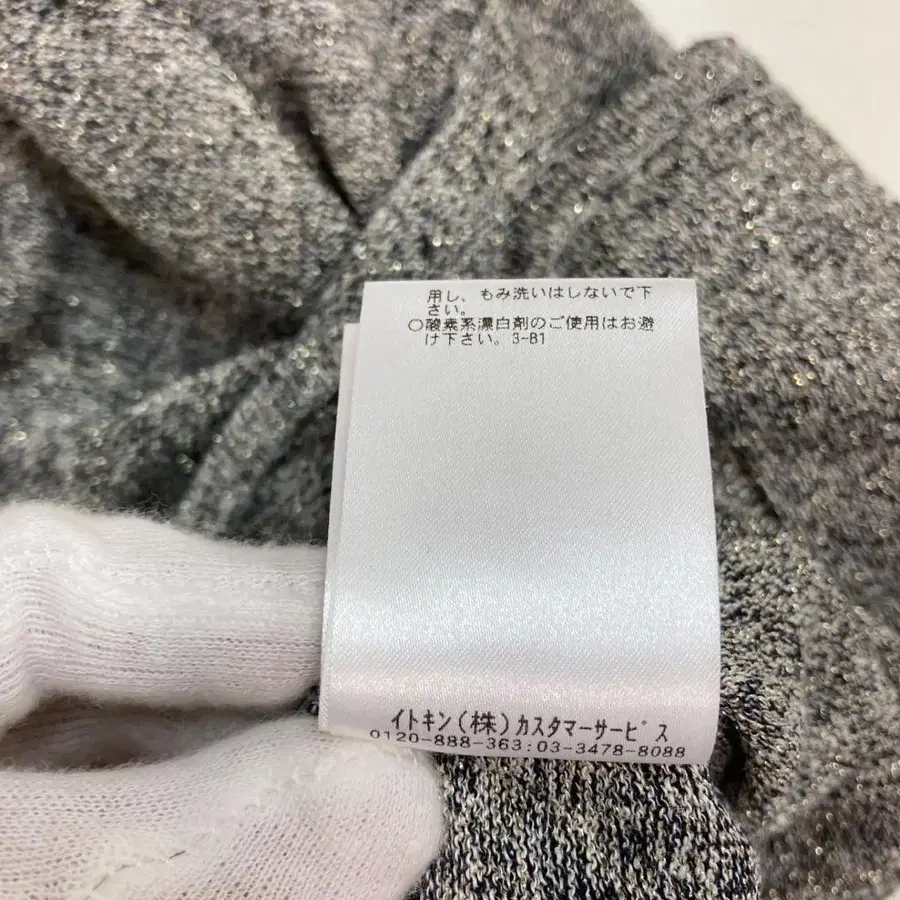 用し、もみ洗いはしないで下
さい。
○酸素系漂白剤のご使用はお避
け下さい。3-B1
イトキン(株)カスタマーサービス
0120-888-363:03-3478-8088